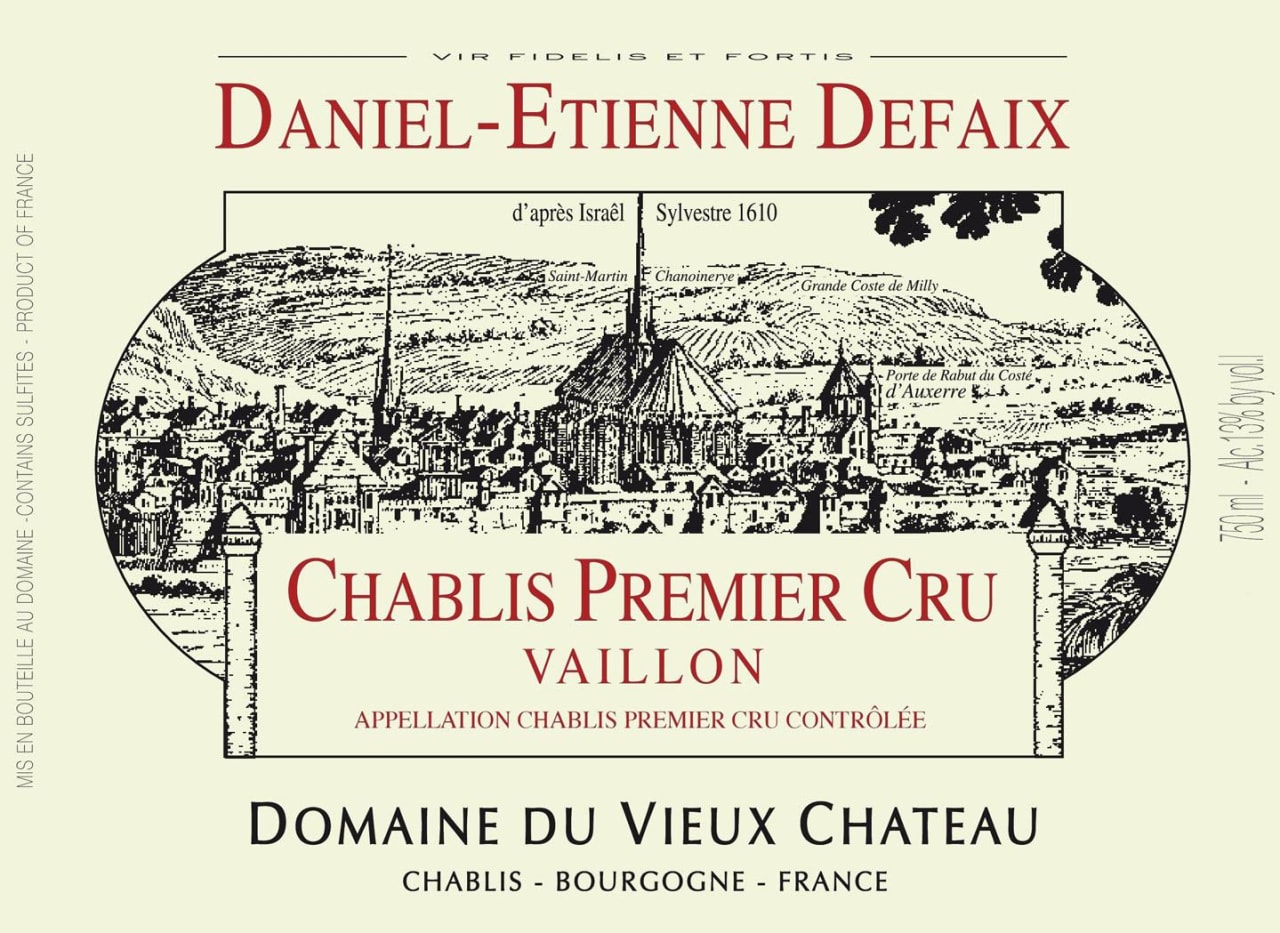 VIR FIDELIS ET FORTIS
DANIEL-ETIENNE DEFAIX
d'après Israêl Sylvestre 1610
Saint-Martin Chanoinerye
Grande Coste de Milly
Porte de Rabut du Costé
d'Auxerre
CHABLIS PREMIER CRU
VAILLON
APPELLATION CHABLIS PREMIER CRU CONTRÔLÉE
DOMAINE DU VIEUX CHATEAU
CHABLIS - BOURGOGNE - FRANCE
MIS EN BOUTEILLE AU DOMAINE - CONTAINS SULFITES - PRODUCT OF FRANCE
750 ml - Ac. 13% by vol.